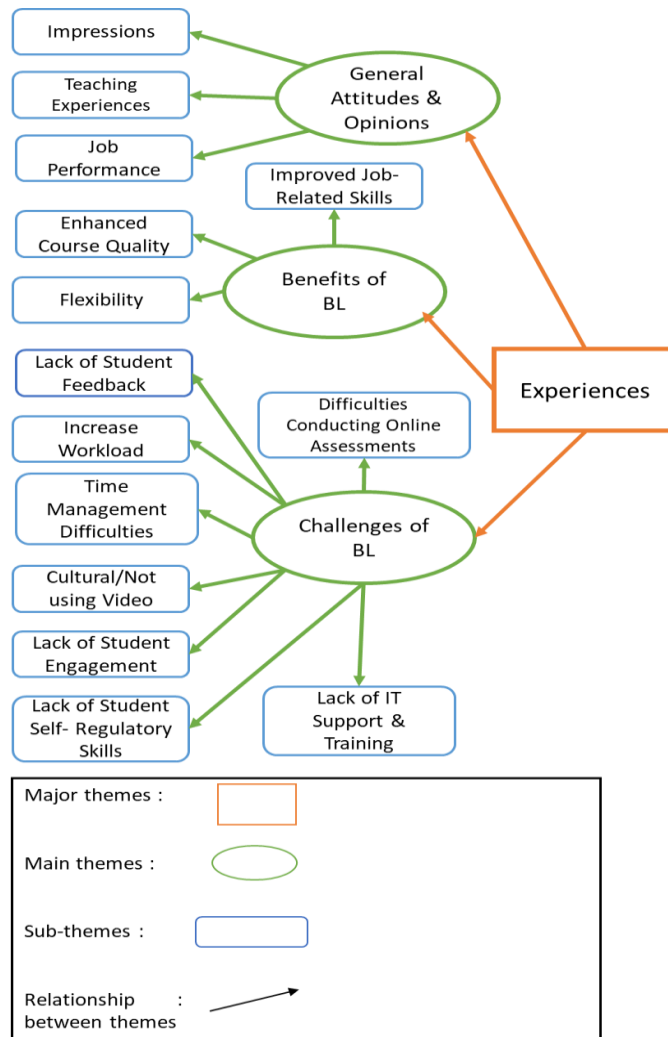 Impressions
Teaching
Experiences
Job
Performance
General
Attitudes &
Opinions
Improved Job-
Related Skills
Enhanced
Course Quality
Flexibility
Benefits of
BL
Experiences
Lack of Student
Feedback
Increase
Workload
Time
Management
Difficulties
Cultural/Not
using Video
Lack of Student
Engagement
Lack of Student
Self- Regulatory
Skills
Difficulties
Conducting Online
Assessments
Challenges of
BL
Lack of IT
Support &
Training
Major themes :
Main themes :
Sub-themes :
Relationship :
between themes